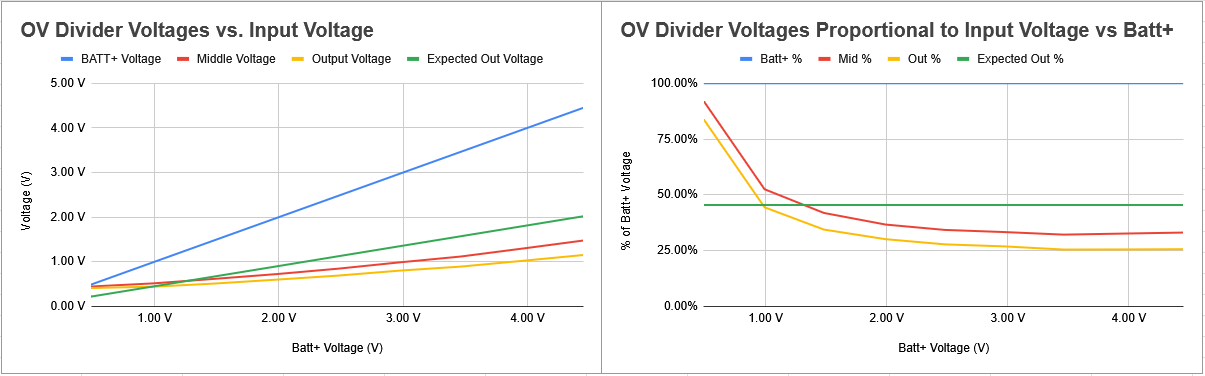 OV Divider Voltages vs. Input Voltage
BATT+ Voltage Middle Voltage Output Voltage Expected Out Voltage
5.00 V
4.00 V
3.00 V
2.00 V
1.00 V
0.00 V
Voltage (V)
1.00 V 2.00 V 3.00 V 4.00 V
Batt+ Voltage (V)
OV Divider Voltages Proportional to Input Voltage vs Batt+
Batt+ % Mid % Out % Expected Out %
100.00%
75.00%
50.00%
25.00%
0.00%
% of Batt+ Voltage
1.00 V 2.00 V 3.00 V 4.00 V
Batt+ Voltage (V)